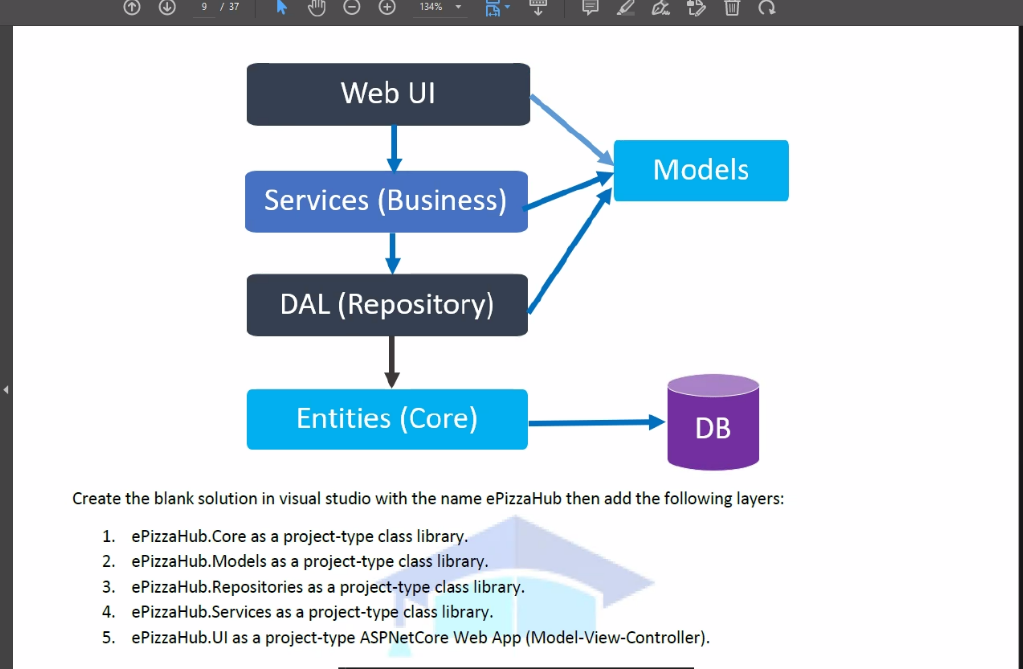 9 / 37 134%
Web UI
Models
Services (Business)
DAL (Repository)
Entities (Core)
DB
Create the blank solution in visual studio with the name ePizzaHub then add the following layers:
1. ePizzaHub.Core as a project-type class library.
2. ePizzaHub.Models as a project-type class library.
3. ePizzaHub.Repositories as a project-type class library.
4. ePizzaHub.Services as a project-type class library.
5. ePizzaHub.UI as a project-type ASPNetCore Web App (Model-View-Controller).